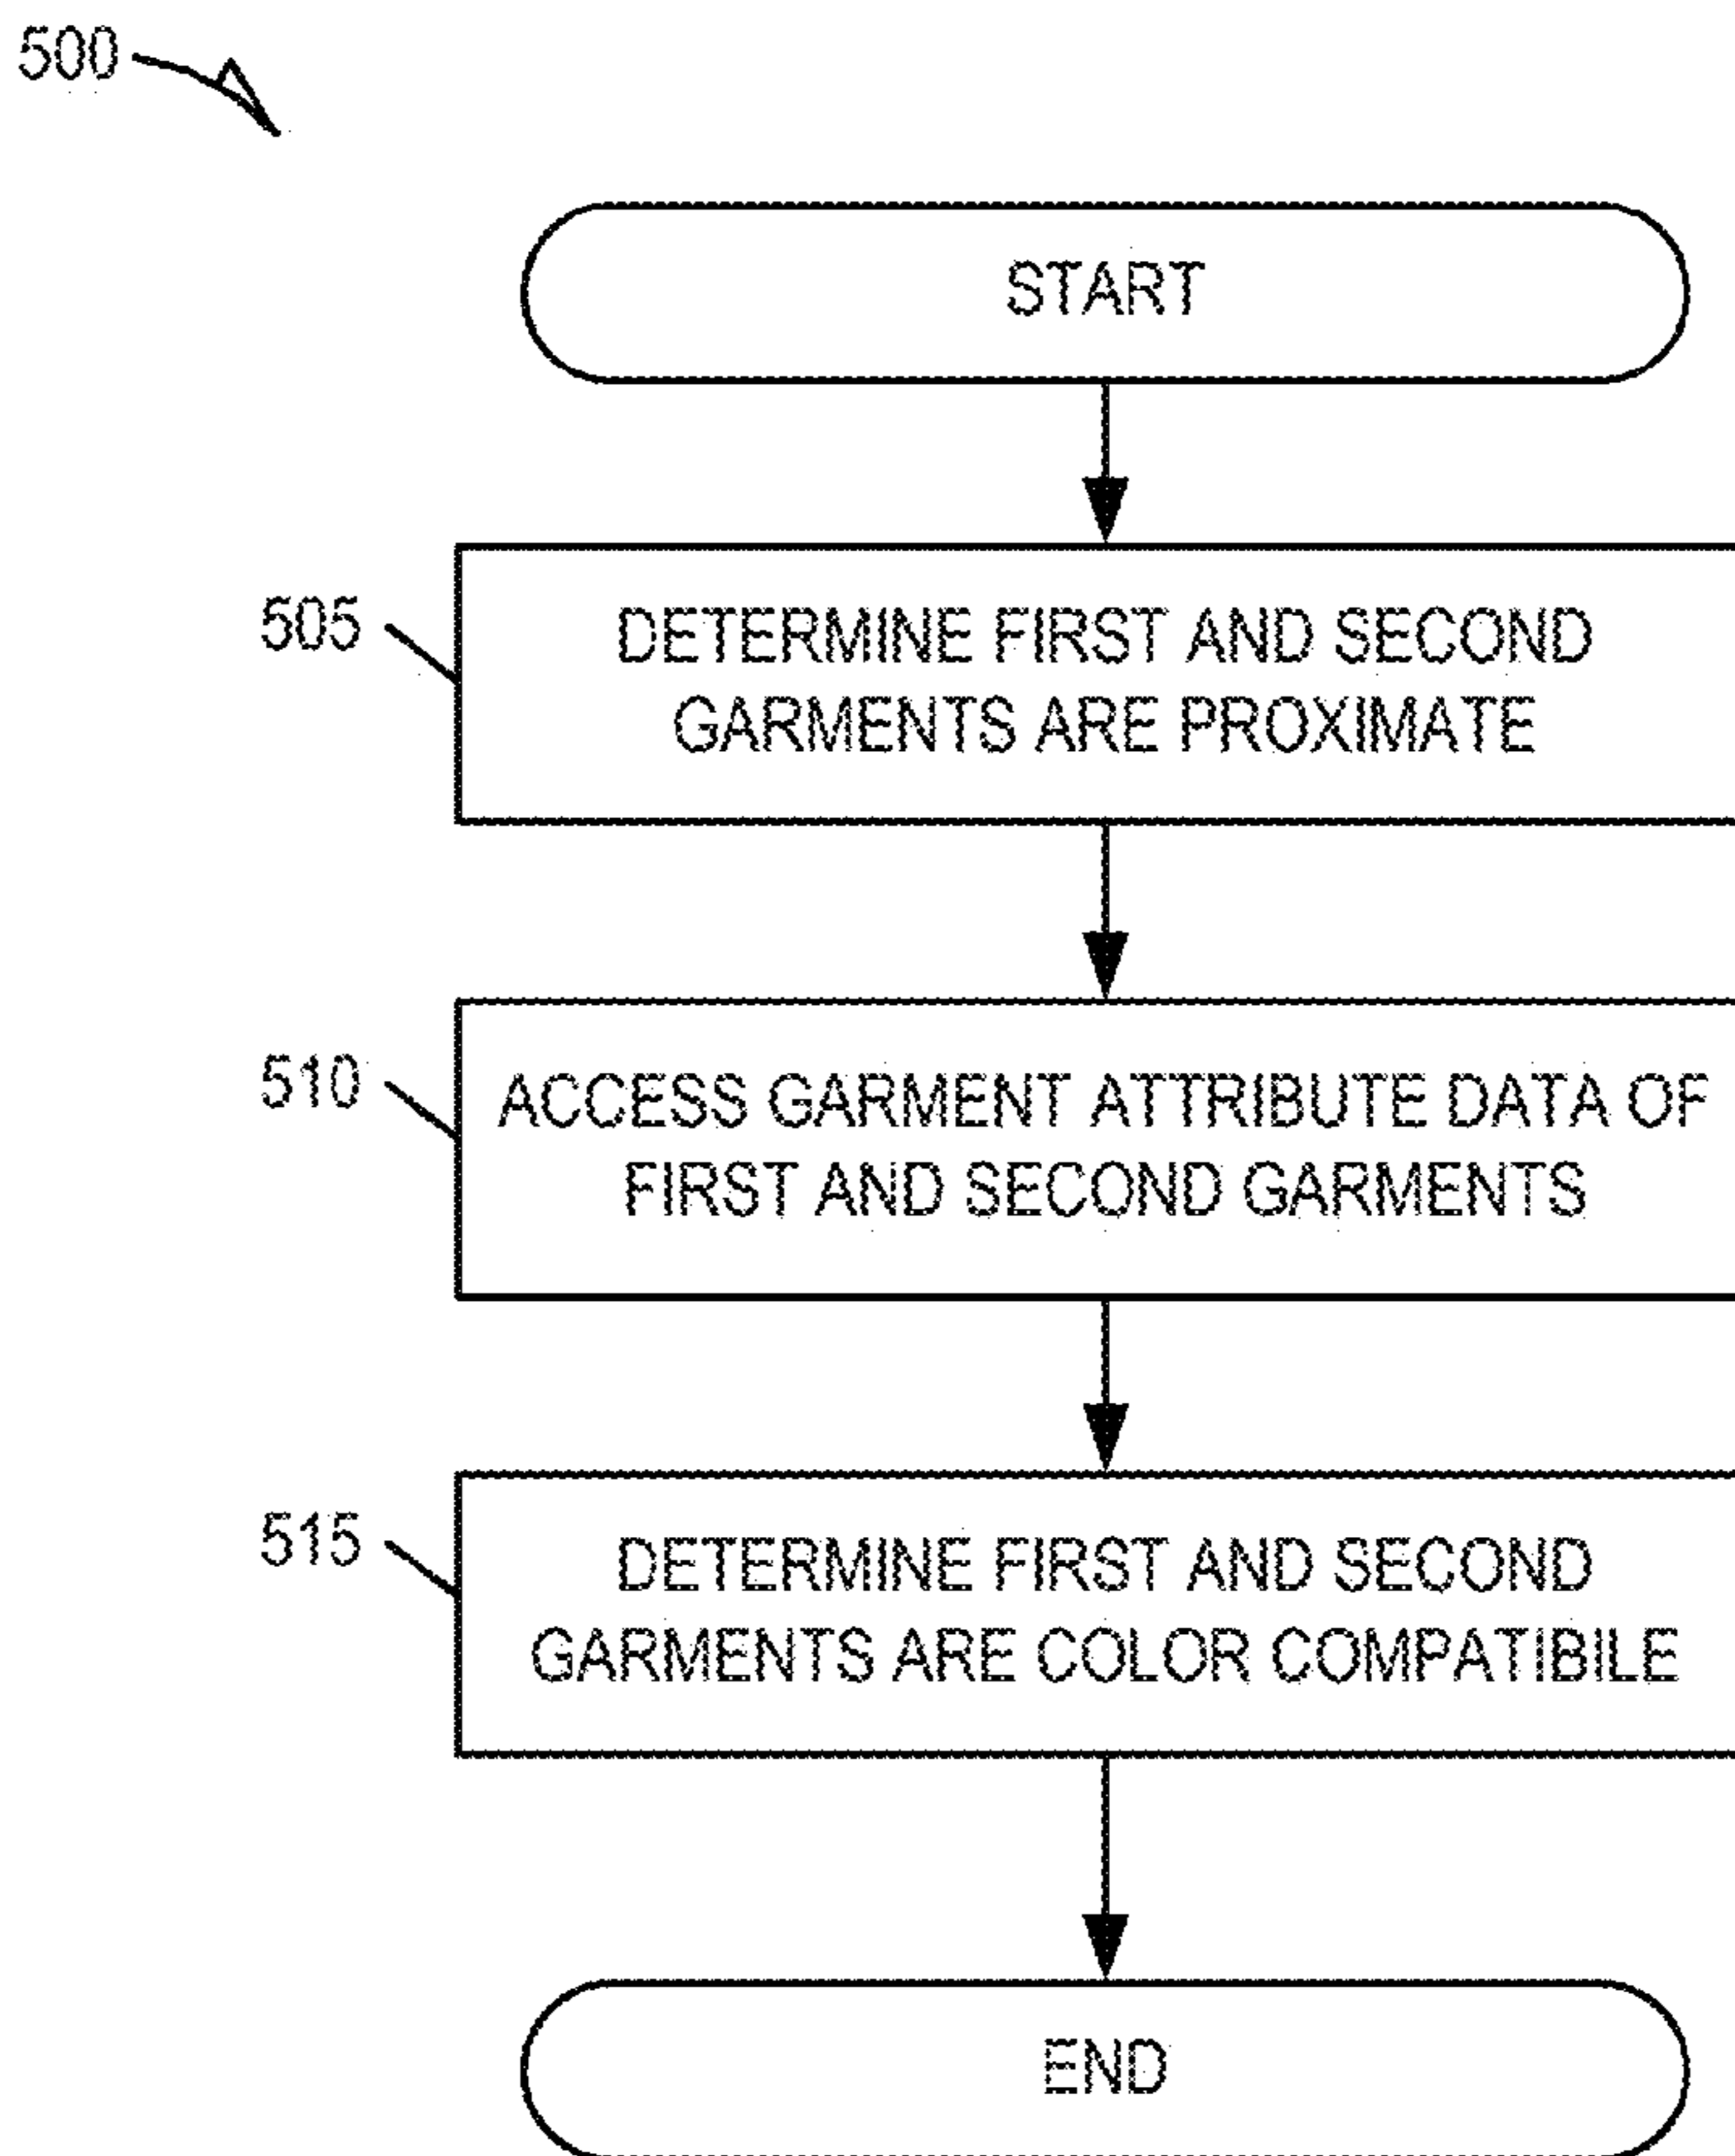 500
START
505
DETERMINE FIRST AND SECOND
GARMENTS ARE PROXIMATE
510
ACCESS GARMENT ATTRIBUTE DATA OF
FIRST AND SECOND GARMENTS
515
DETERMINE FIRST AND SECOND
GARMENTS ARE COLOR COMPATIBILE
END